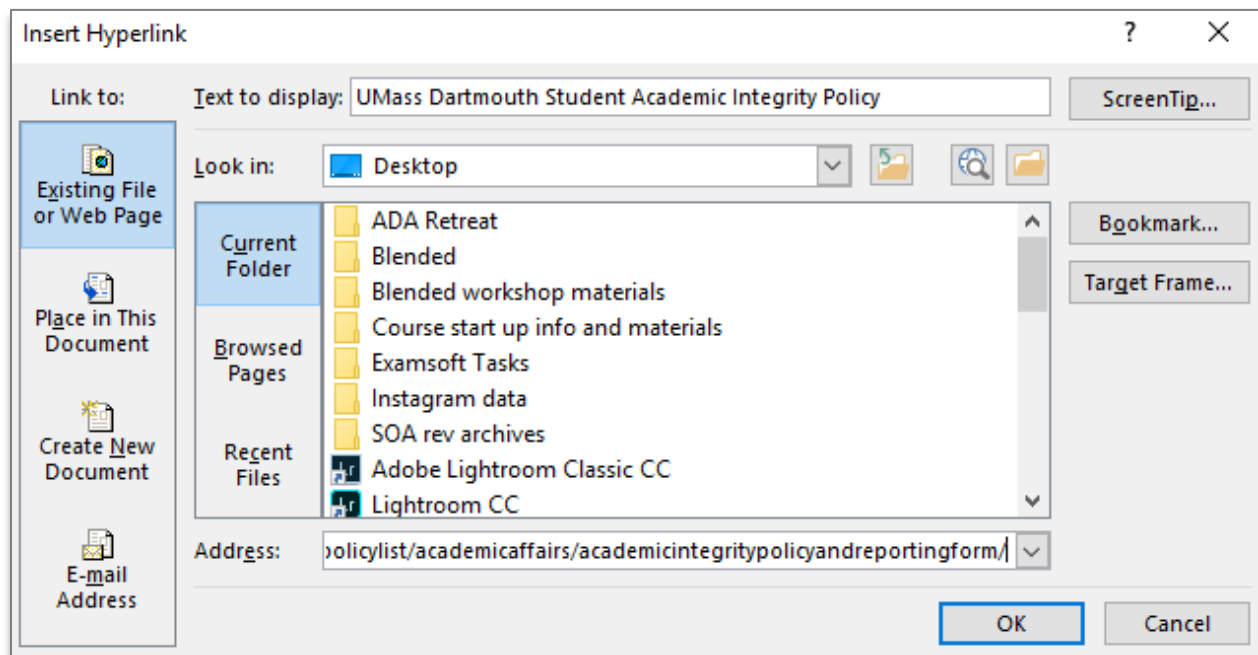 Insert Hyperlink
?
Link to:
Text to display:
UMass Dartmouth Student Academic Integrity Policy
ScreenTip...
Existing File
or Web Page
Place in This
Document
Create New
Document
E-mail
Address
Look in:
Desktop
Current
Folder
Browsed
Pages
Recent
Files
ADA Retreat
Blended
Blended workshop materials
Course start up info and materials
Examsoft Tasks
Instagram data
SOA rev archives
Adobe Lightroom Classic CC
Lightroom CC
Bookmark...
Target Frame...
Address:
policylist/academicaffairs/academicintegritypolicyandreportingform/
OK
Cancel